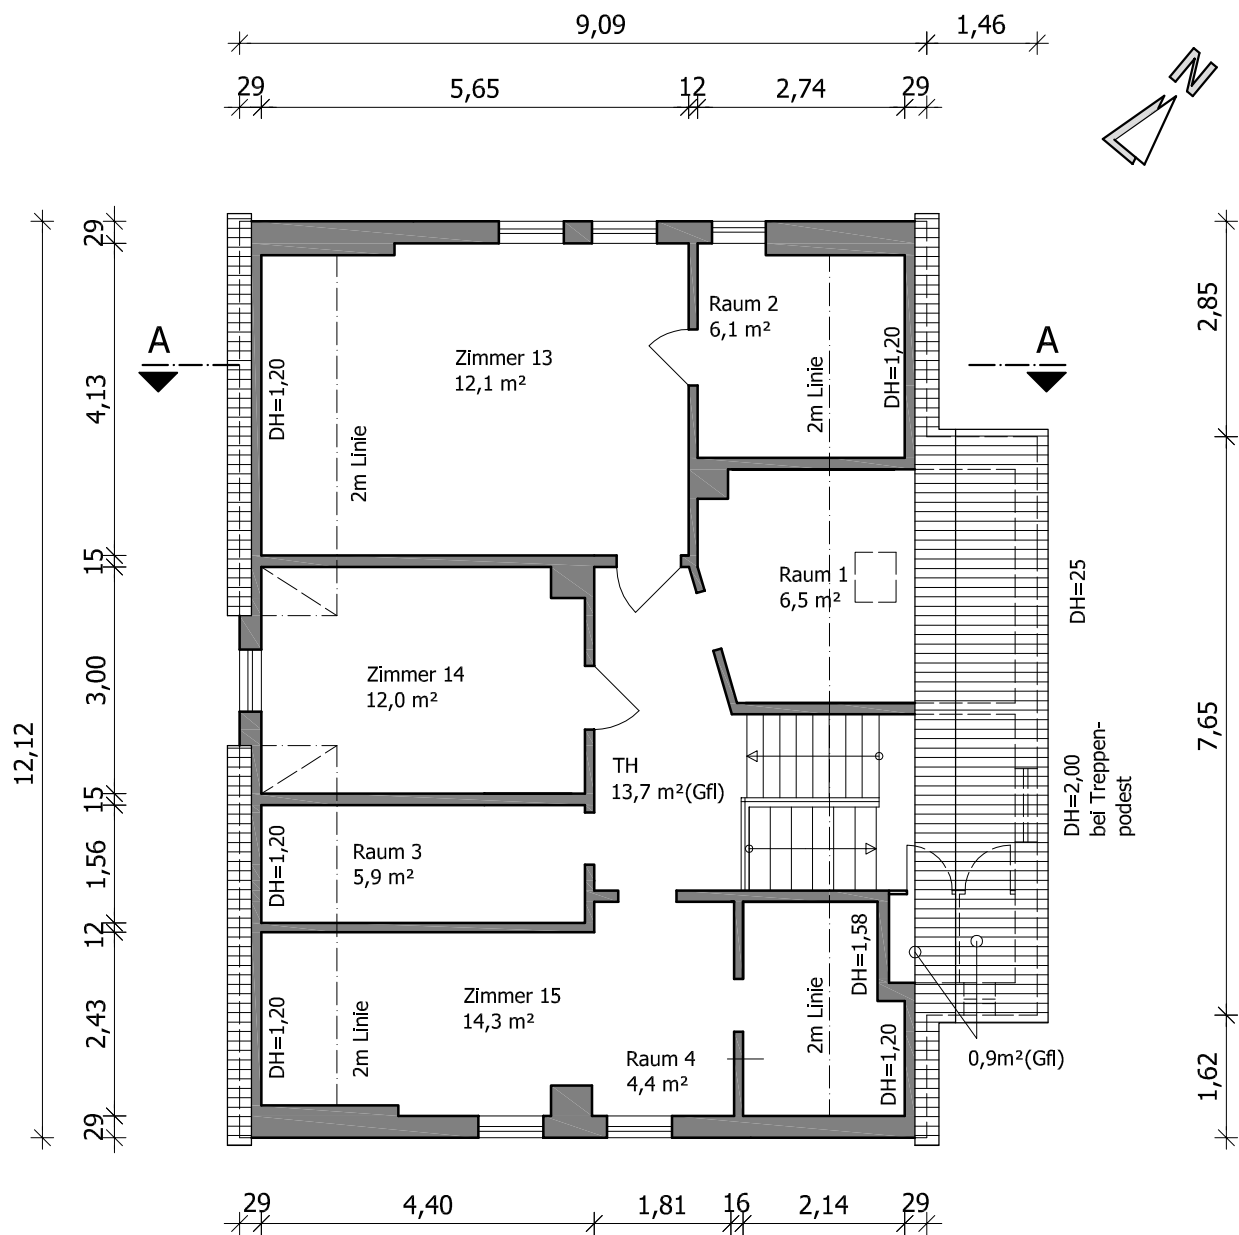 9,09
1,46
29
5,65
12
2,74
29
N
29
4,13
15
3,00
15
1,56
12
2,43
29
12,12
2,85
7,65
1,62
A
A
Zimmer 13
12,1 m²
DH=1,20
2m Linie
Raum 2
6,1 m²
2m Linie
DH=1,20
Raum 1
6,5 m²
DH=25
Zimmer 14
12,0 m²
TH
13,7 m²(Gfl)
DH=2,00
bei Treppen-
podest
Raum 3
5,9 m²
DH=1,20
Zimmer 15
14,3 m²
DH=1,20
2m Linie
Raum 4
4,4 m²
2m Linie
DH=1,58
DH=1,20
0,9m²(Gfl)
29
4,40
1,81
16
2,14
29